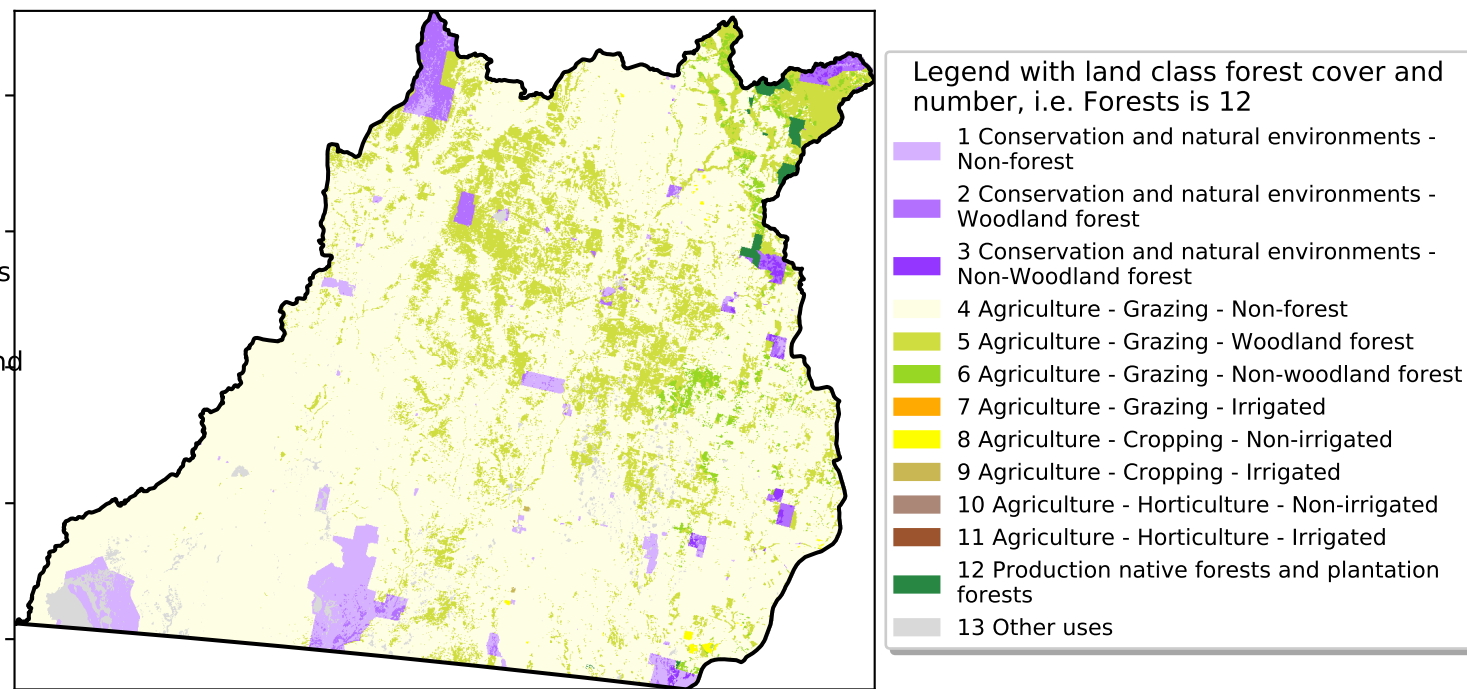 s
nd
Legend with land class forest cover and
number, i.e. Forests is 12
1 Conservation and natural environments -
Non-forest
2 Conservation and natural environments -
Woodland forest
3 Conservation and natural environments -
Non-Woodland forest
4 Agriculture - Grazing - Non-forest
5 Agriculture - Grazing - Woodland forest
6 Agriculture - Grazing - Non-woodland forest
7 Agriculture - Grazing - Irrigated
8 Agriculture - Cropping - Non-irrigated
9 Agriculture - Cropping - Irrigated
10 Agriculture - Horticulture - Non-irrigated
11 Agriculture - Horticulture - Irrigated
12 Production native forests and plantation
forests
13 Other uses